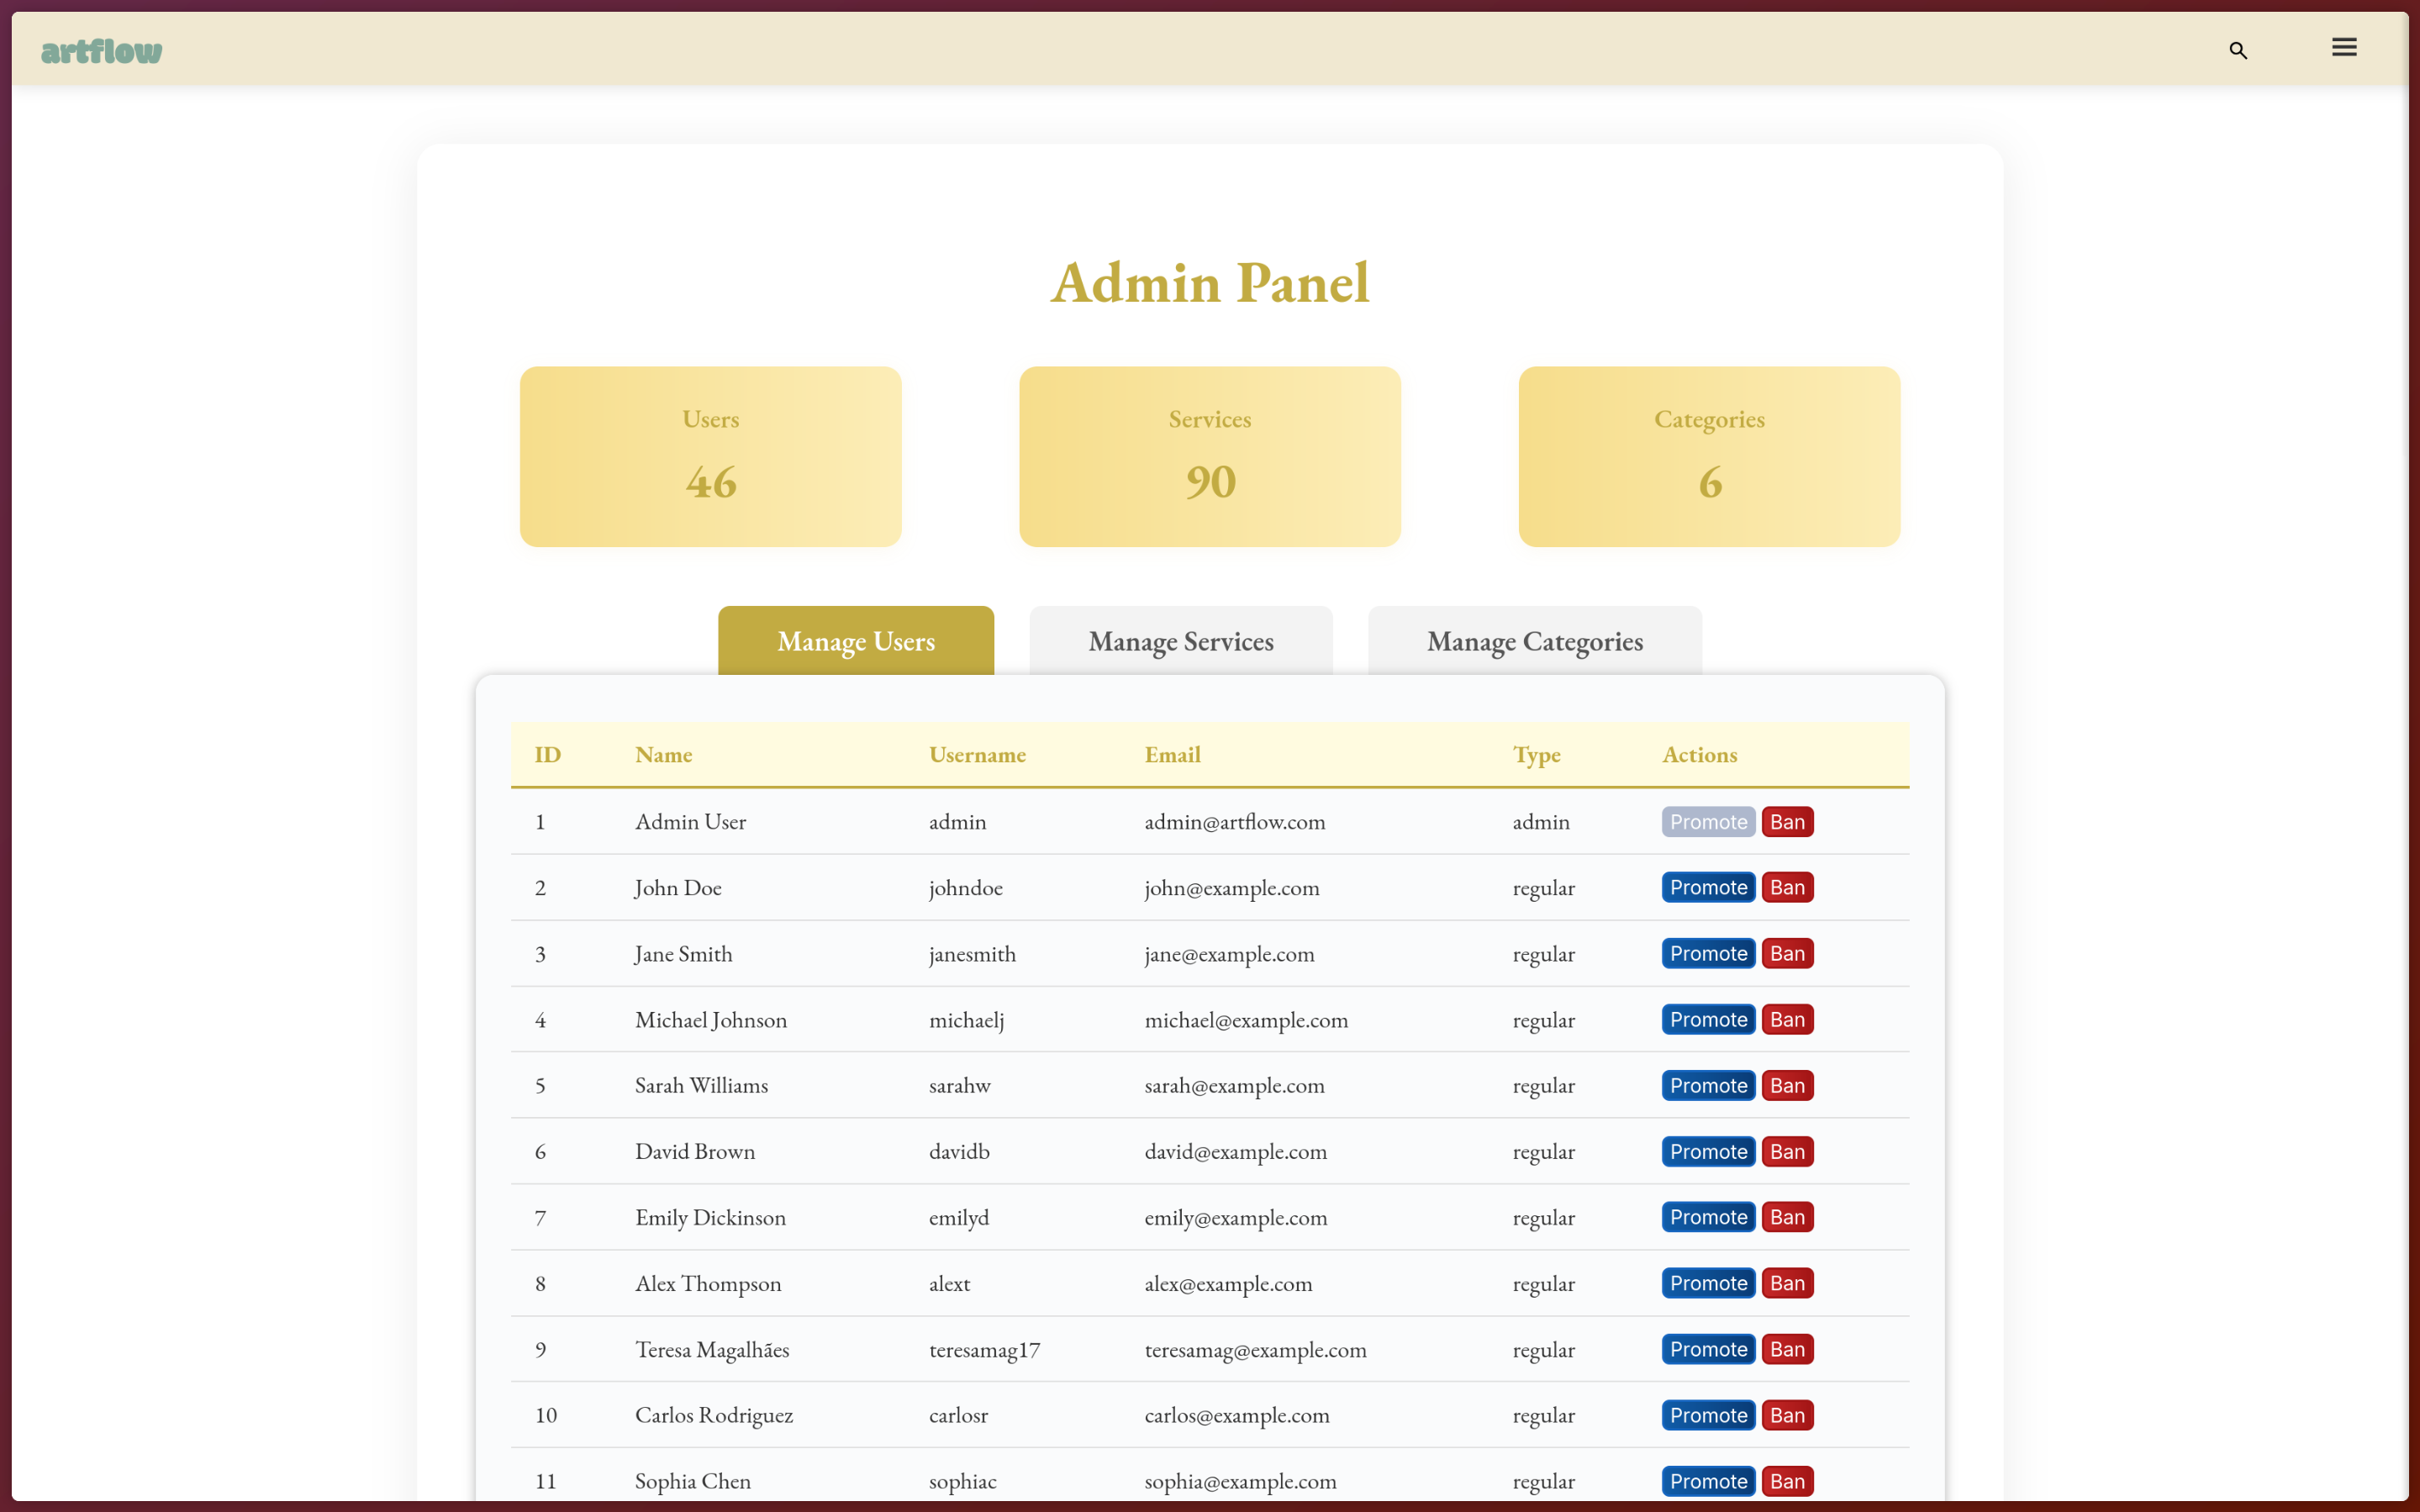 artflow
Admin Panel
Users Services Categories
46 90 6
Manage Users Manage Services Manage Categories
ID Name Username Email Type Actions
1 Admin User admin admin@artflow.com admin Promote Ban
2 John Doe johndoe john@example.com regular Promote Ban
3 Jane Smith janesmith jane@example.com regular Promote Ban
4 Michael Johnson michaelj michael@example.com regular Promote Ban
5 Sarah Williams sarahw sarah@example.com regular Promote Ban
6 David Brown davidb david@example.com regular Promote Ban
7 Emily Dickinson emilyd emily@example.com regular Promote Ban
8 Alex Thompson alext alex@example.com regular Promote Ban
9 Teresa Magalhães teresamag17 teresamag@example.com regular Promote Ban
10 Carlos Rodriguez carlosr carlos@example.com regular Promote Ban
11 Sophia Chen sophiac sophia@example.com regular Promote Ban